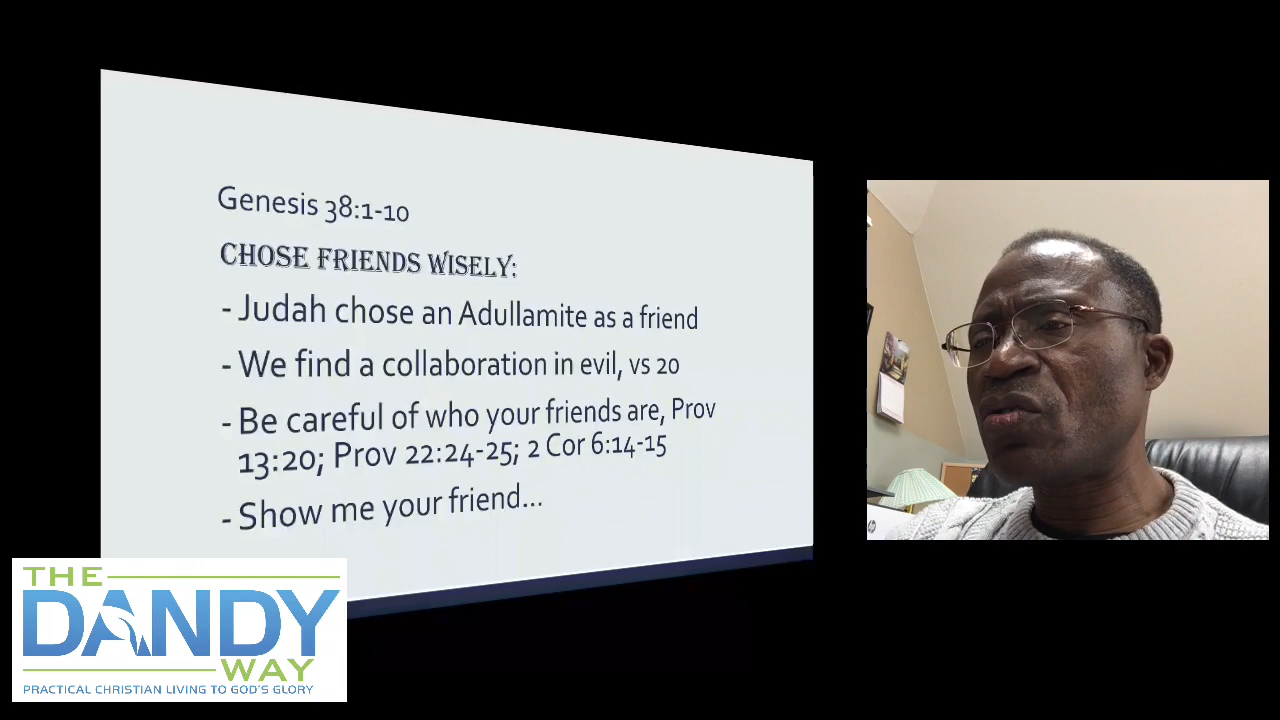 Genesis 38:1-10
CHOSE FRIENDS WISELY:
- Judah chose an Adullamite as a friend
- We find a collaboration in evil, vs 20
- Be careful of who your friends are, Prov
13:20; Prov 22:24-25; 2 Cor 6:14-15
- Show me your friend...
THE
DANDY
WAY
PRACTICAL CHRISTIAN LIVING TO GOD'S GLORY
hp